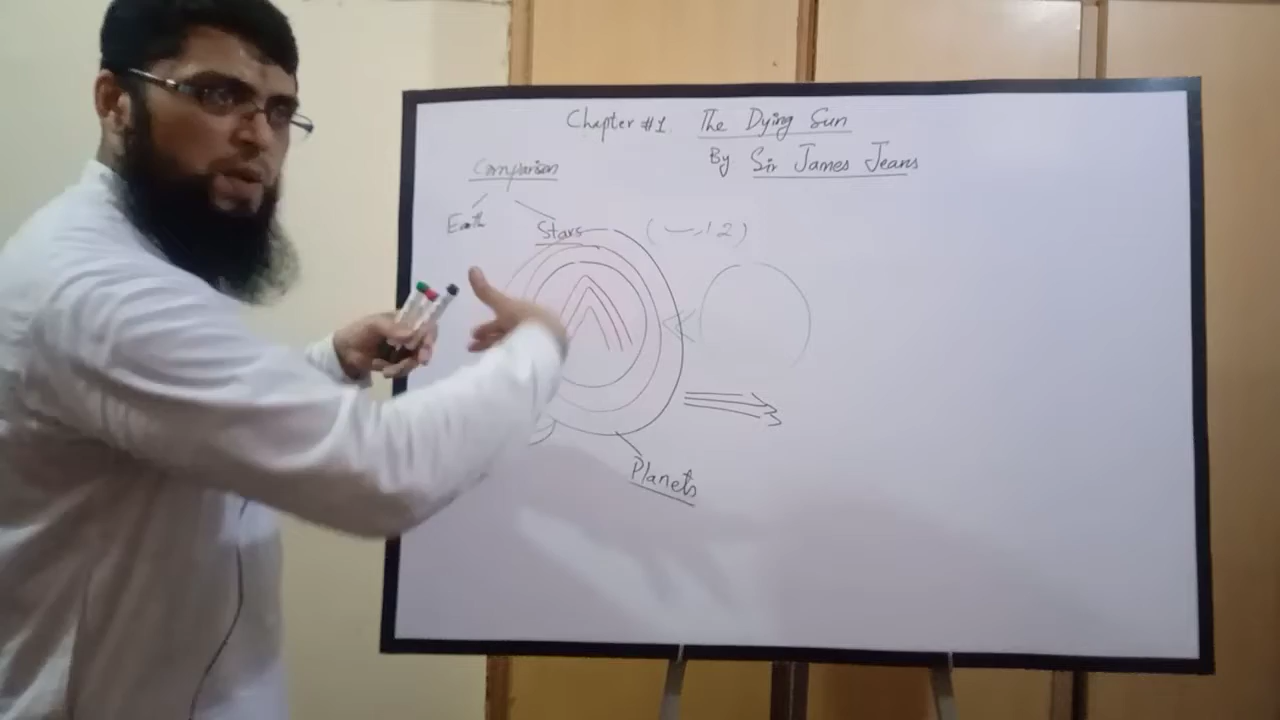 Chapter #1. The Dying Sun
By Sir James Jeans
Comparison
Earth
Stars
Planets